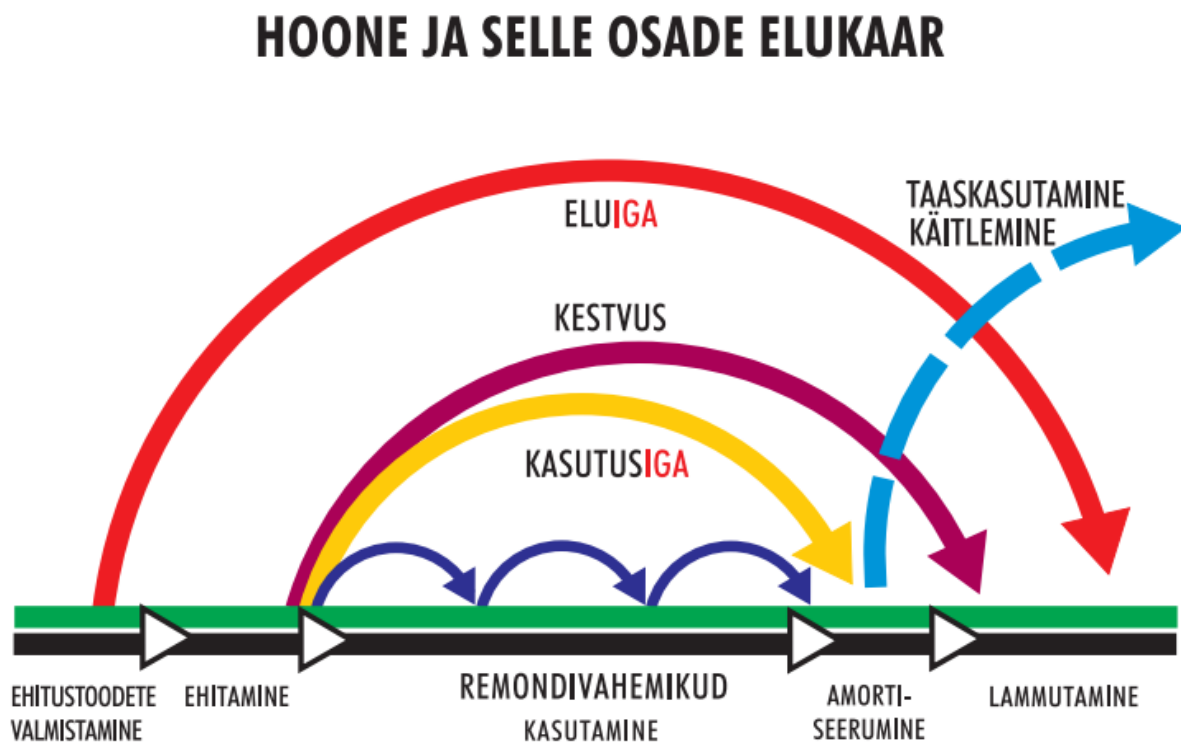 HOONE JA SELLE OSADE ELUKAAR
TAASKASUTAMINE
KÄITLEMINE
ELUIGA
KESTVUS
KASUTUSIGA
EHITUSTOODETE
VALMISTAMINE
EHITAMINE
REMONDIVAHEMIKUD
KASUTAMINE
AMORTI-
SEERUMINE
LAMMUTAMINE